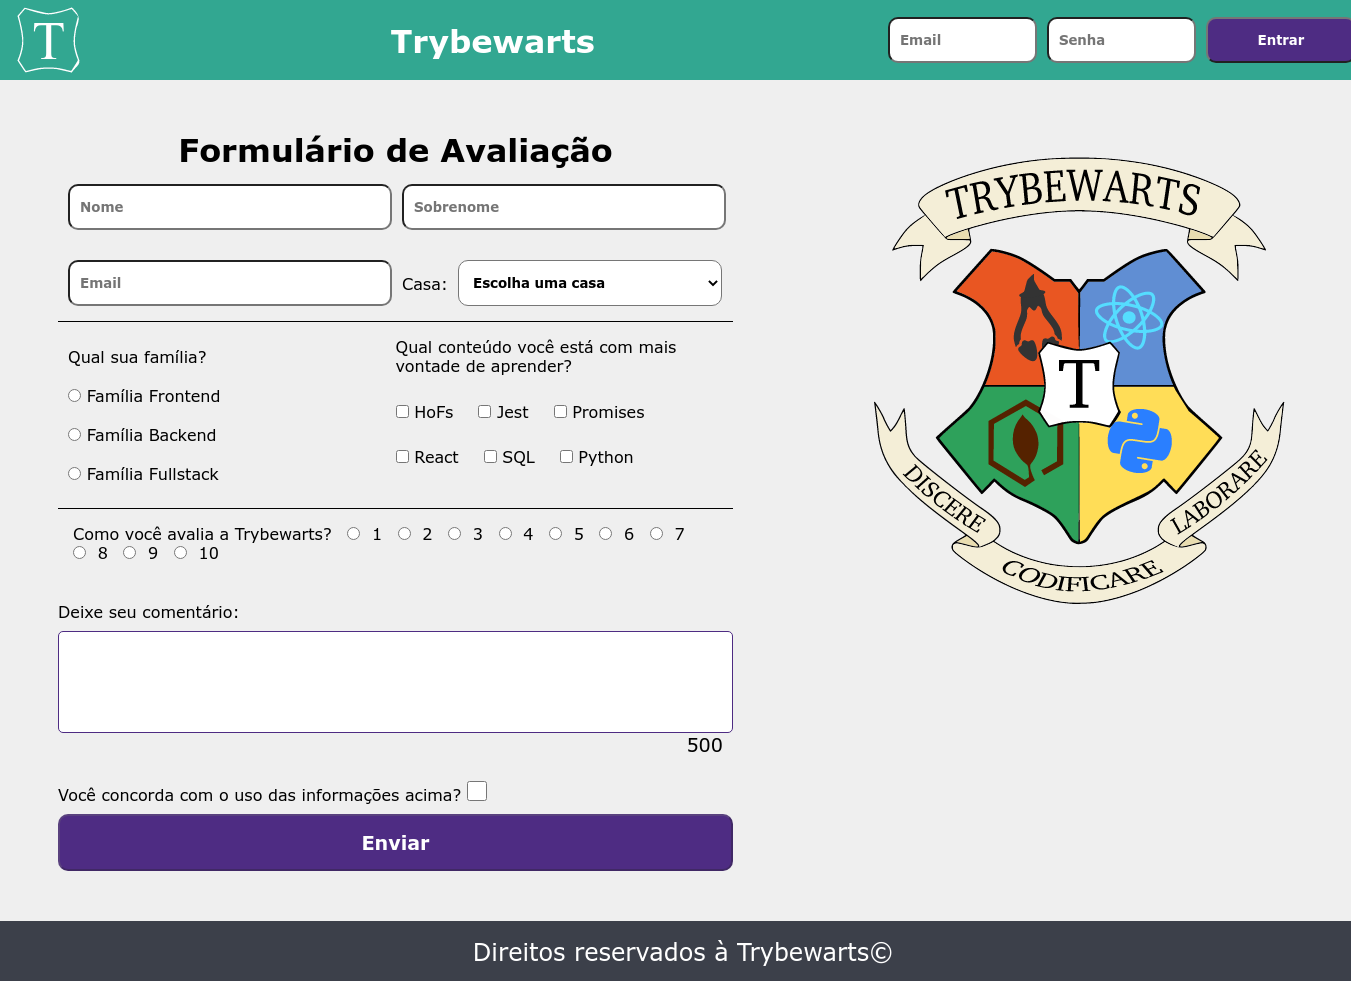 T
Trybewarts
Email
Senha
Entrar
Formulário de Avaliação
Nome
Sobrenome
Email
Casa:
Escolha uma casa
Qual sua família?
Família Frontend
Família Backend
Família Fullstack
Qual conteúdo você está com mais
vontade de aprender?
HoFs Jest Promises
React SQL Python
Como você avalia a Trybewarts? 1 2 3 4 5 6 7
8 9 10
Deixe seu comentário:
500
Você concorda com o uso das informações acima?
Enviar
TRYBEWARTS
T
DISCERE
CODIFICARE
LABORARE
Direitos reservados à Trybewarts©